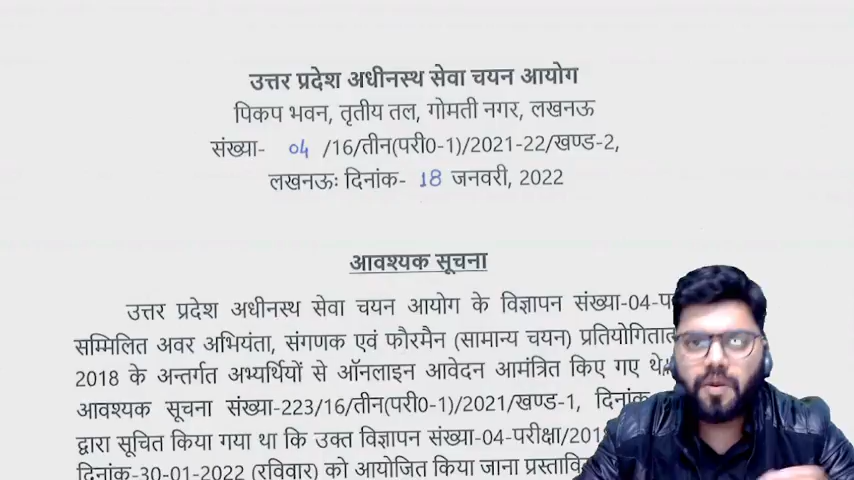 उत्तर प्रदेश अधीनस्थ सेवा चयन आयोग
पिकप भवन, तृतीय तल, गोमती नगर, लखनऊ
संख्या- 04 /16/तीन(परी0-1)/2021-22/खण्ड-2,
लखनऊः दिनांक- 18 जनवरी, 2022
आवश्यक सूचना
उत्तर प्रदेश अधीनस्थ सेवा चयन आयोग के विज्ञापन संख्या-04-
सम्मिलित अवर अभियंता, संगणक एवं फौरमैन (सामान्य चयन)
2018 के अन्तर्गत अभ्यर्थियों से ऑनलाइन आवेदन आमंत्रित किए गए थे
आवश्यक सूचना संख्या-223/16/तीन(परी0-1)/2021/खण्ड-1, दिनांक
द्वारा सूचित किया गया था कि उक्त विज्ञापन संख्या-04-परीक्षा/201
दिनांक-30-01-2022 (रविवार) को आयोजित किया जाना